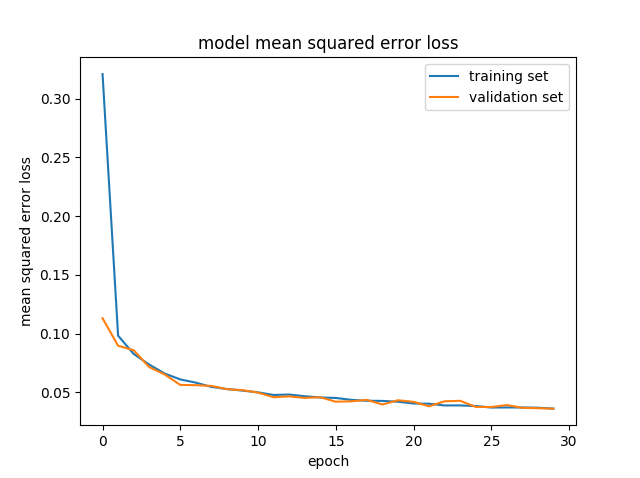 model mean squared error loss
training set
validation set
mean squared error loss
0.30
0.25
0.20
0.15
0.10
0.05
0 5 10 15 20 25 30
epoch